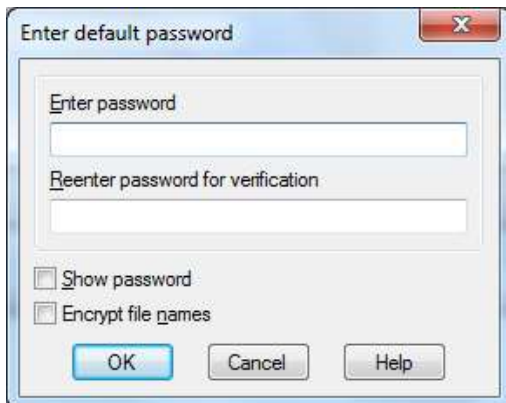 Enter default password
Enter password
Reenter password for verification
Show password
Encrypt file names
OK Cancel Help